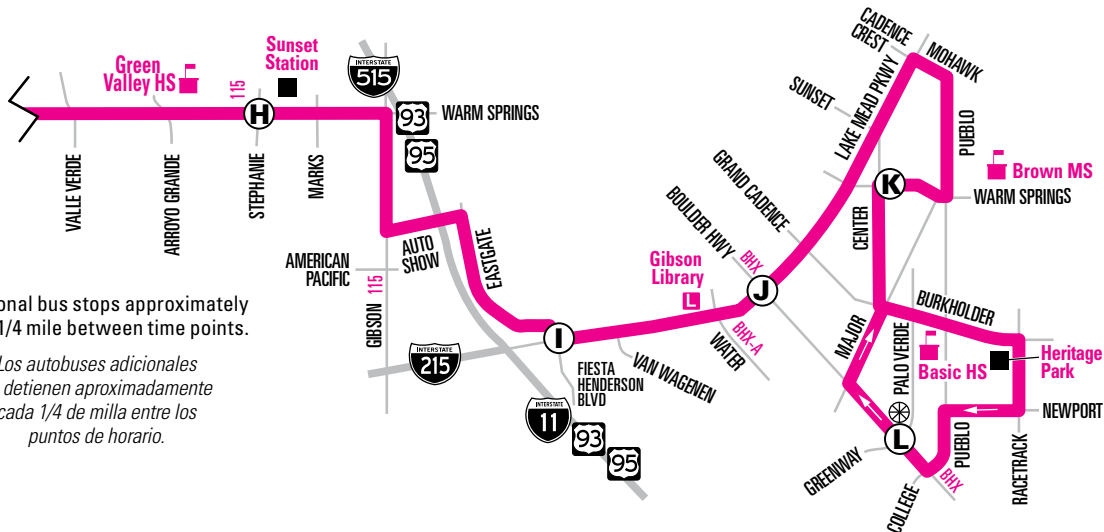 Green
Valley HS
115
Sunset
Station
INTERSTATE
515
93
95
WARM SPRINGS
H
VALLE VERDE
ARROYO GRANDE
STEPHANIE
MARKS
AMERICAN
PACIFIC
GIBSON
115
AUTO
SHOW
EASTGATE
INTERSTATE
215
I
FIESTA
HENDERSON
BLVD
VAN WAGENEN
INTERSTATE
11
93
95
Gibson
Library
L
WATER
BHX-A
BHX
J
BOULDER HWY
GRAND CADENCE
LAKE MEAD PKWY
SUNSET
CADENCE
CREST
MOHAWK
PUEBLO
K
Brown MS
WARM SPRINGS
CENTER
BURKHOLDER
MAJOR
PALO VERDE
Basic HS
Heritage
Park
NEWPORT
RACETRACK
PUEBLO
L
GREENWAY
COLLEGE
BHX
onal bus stops approximately
1/4 mile between time points.
Los autobuses adicionales
detienen aproximadamente
cada 1/4 de milla entre los
puntos de horario.